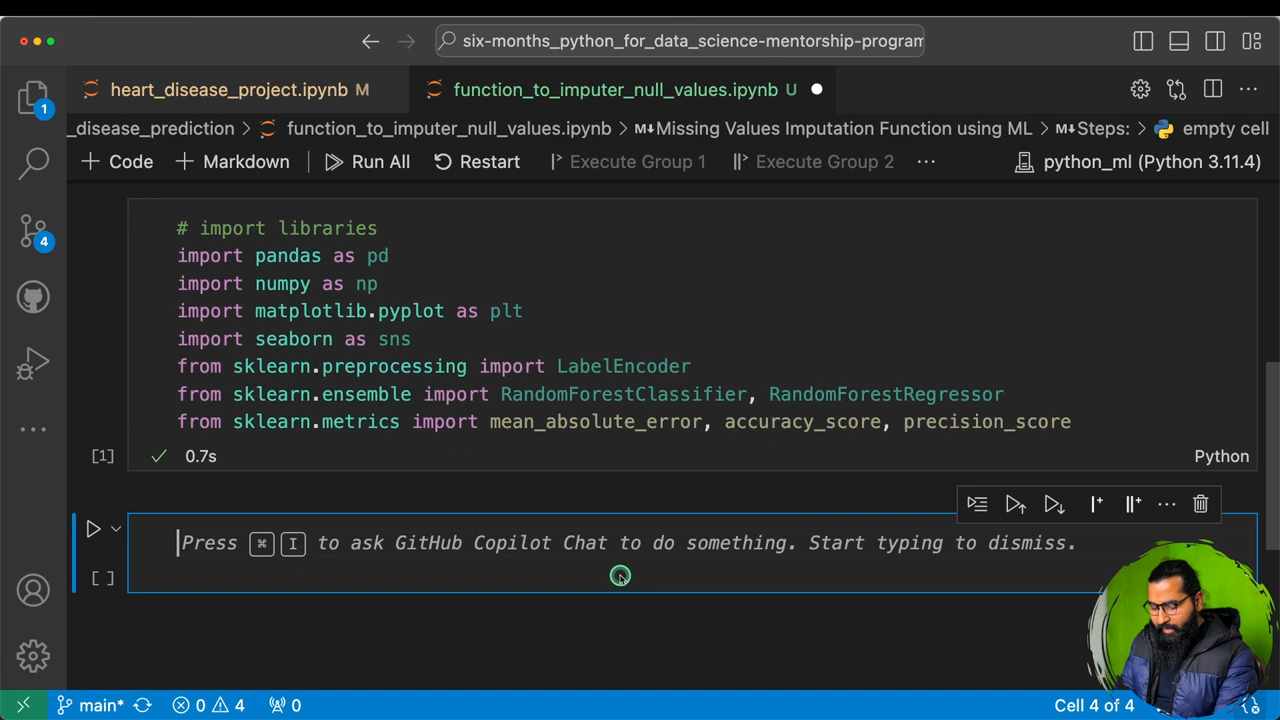 six-months_python_for_data_science-mentorship-program
heart_disease_project.ipynb M
function_to_imputer_null_values.ipynb U
_disease_prediction > function_to_imputer_null_values.ipynb > M↓Missing Values Imputation Function using ML > M↓Steps: > empty cell
+ Code + Markdown | Run All Restart Execute Group 1 Execute Group 2 ... python_ml (Python 3.11.4)
1
4
# import libraries
import pandas as pd
import numpy as np
import matplotlib.pyplot as plt
import seaborn as sns
from sklearn.preprocessing import LabelEncoder
from sklearn.ensemble import RandomForestClassifier, RandomForestRegressor
from sklearn.metrics import mean_absolute_error, accuracy_score, precision_score
[1] ✓ 0.7s Python
Press ⌘ I to ask GitHub Copilot Chat to do something. Start typing to dismiss.
[ ]
main* 0 4 0 Cell 4 of 4